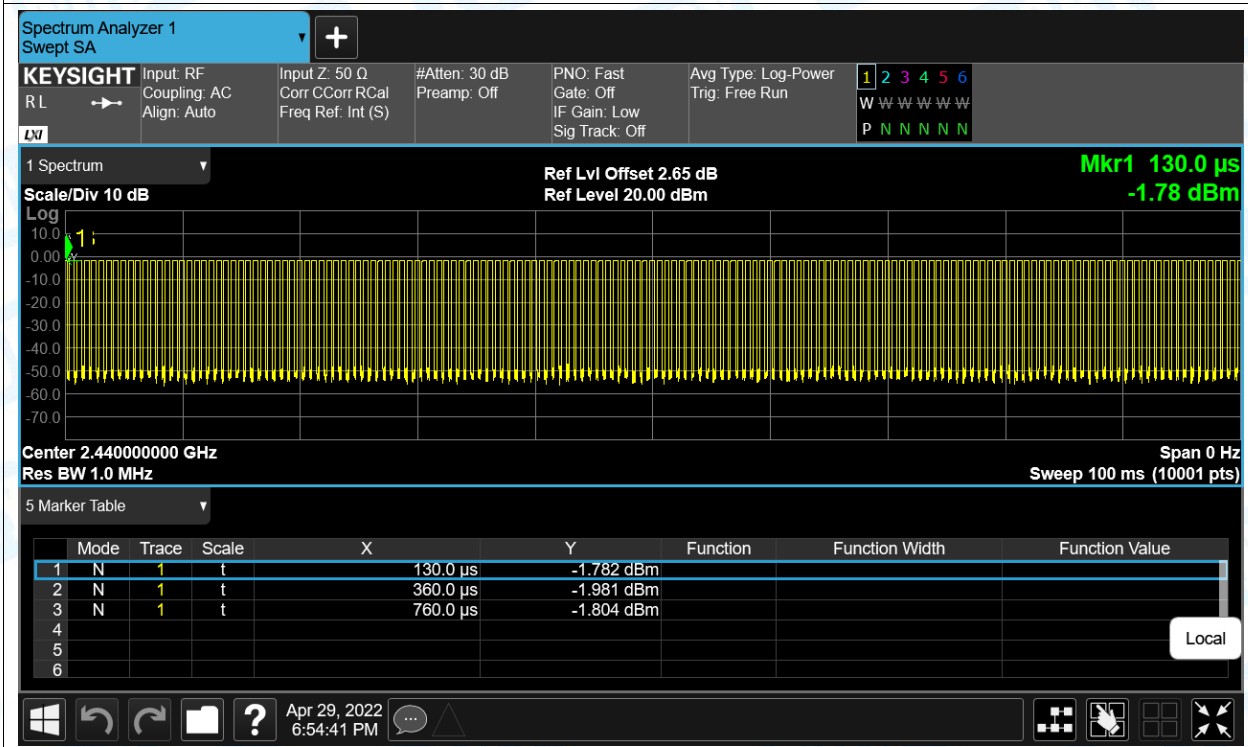 Spectrum Analyzer 1
Swept SA
KEYSIGHT Input: RF Input Z: 50 Ω #Atten: 30 dB PNO: Fast Avg Type: Log-Power 1 2 3 4 5 6
R L Coupling: AC Corr CCorr RCal Preamp: Off Gate: Off Trig: Free Run W W W W W W
Align: Auto Freq Ref: Int (S) IF Gain: Low P N N N N N
LXI Sig Track: Off
1 Spectrum Ref Lvl Offset 2.65 dB Mkr1 130.0 µs
Scale/Div 10 dB Ref Level 20.00 dBm -1.78 dBm
Log
10.0
1
0.00
-10.0
-20.0
-30.0
-40.0
-50.0
-60.0
-70.0
Center 2.440000000 GHz Span 0 Hz
Res BW 1.0 MHz Sweep 100 ms (10001 pts)
5 Marker Table
Mode Trace Scale X Y Function Function Width Function Value
1 N 1 t 130.0 µs -1.782 dBm
2 N 1 t 360.0 µs -1.981 dBm
3 N 1 t 760.0 µs -1.804 dBm
4
5
6
Local
? Apr 29, 2022
6:54:41 PM